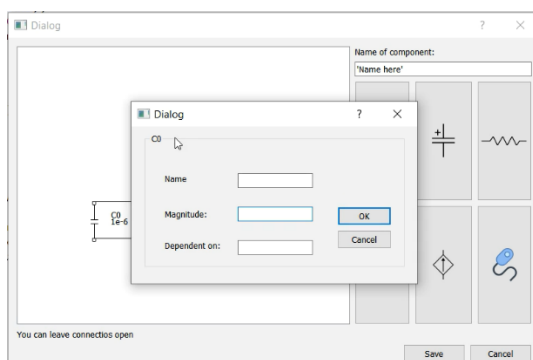 Dialog
Name of component:
'Name here'
Dialog
C0
Name
Magnitude:
Dependent on:
OK
Cancel
C0
1e-6
You can leave connectios open
Save
Cancel